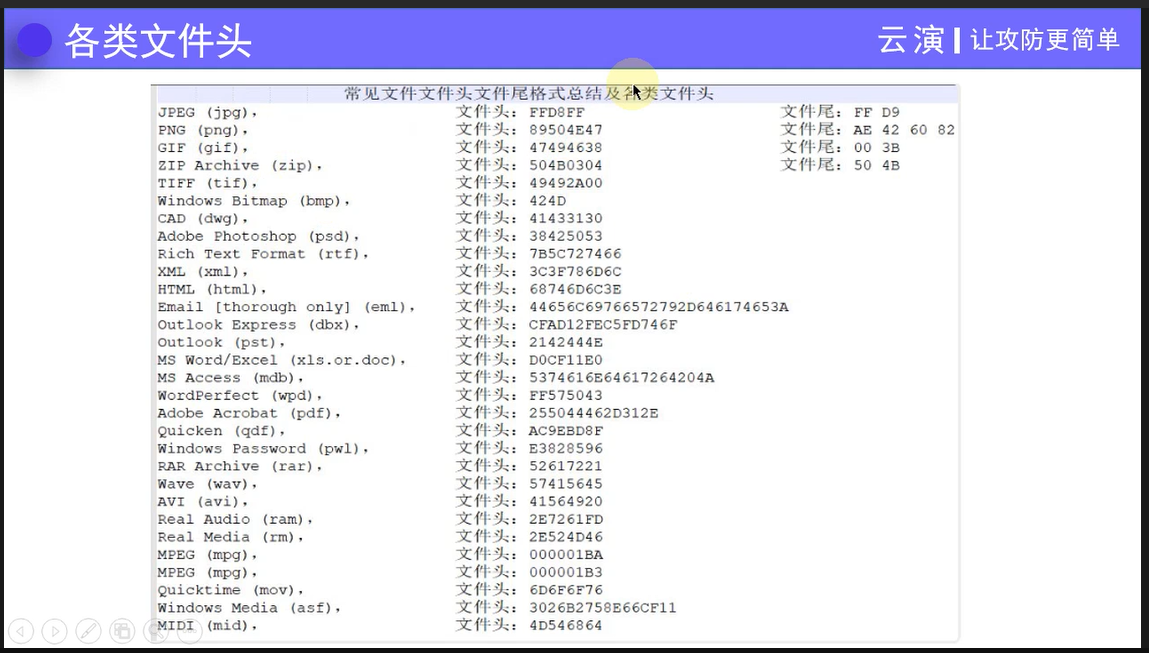 各类文件头
云演 | 让攻防更简单
常见文件文件头文件尾格式总结及各类文件头
JPEG (jpg), 文件头: FFD8FF 文件尾: FF D9
PNG (png), 文件头: 89504E47 文件尾: AE 42 60 82
GIF (gif), 文件头: 47494638 文件尾: 00 3B
ZIP Archive (zip), 文件头: 504B0304 文件尾: 50 4B
TIFF (tif), 文件头: 49492A00
Windows Bitmap (bmp), 文件头: 424D
CAD (dwg), 文件头: 41433130
Adobe Photoshop (psd), 文件头: 38425053
Rich Text Format (rtf), 文件头: 7B5C727466
XML (xml), 文件头: 3C3F786D6C
HTML (html), 文件头: 68746D6C3E
Email [thorough only] (eml), 文件头: 44656C69766572792D646174653A
Outlook Express (dbx), 文件头: CFAD12FEC5FD746F
Outlook (pst), 文件头: 2142444E
MS Word/Excel (xls.or.doc), 文件头: D0CF11E0
MS Access (mdb), 文件头: 5374616E64617264204A
WordPerfect (wpd), 文件头: FF575043
Adobe Acrobat (pdf), 文件头: 255044462D312E
Quicken (qdf), 文件头: AC9EBD8F
Windows Password (pwl), 文件头: E3828596
RAR Archive (rar), 文件头: 52617221
Wave (wav), 文件头: 57415645
AVI (avi), 文件头: 41564920
Real Audio (ram), 文件头: 2E7261FD
Real Media (rm), 文件头: 2E524D46
MPEG (mpg), 文件头: 000001BA
MPEG (mpg), 文件头: 000001B3
Quicktime (mov), 文件头: 6D6F6F76
Windows Media (asf), 文件头: 3026B2758E66CF11
MIDI (mid), 文件头: 4D546864